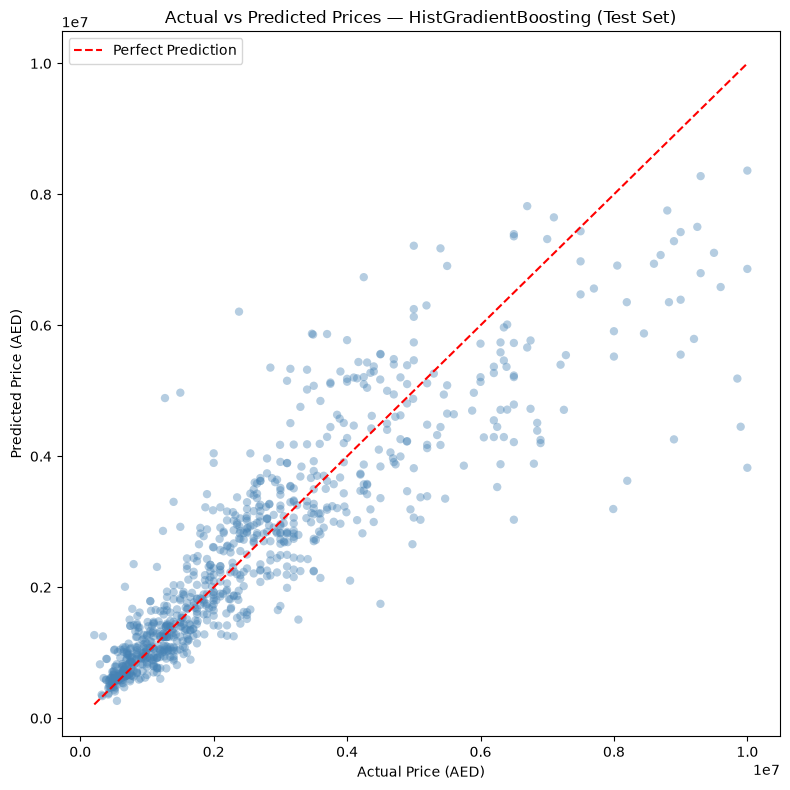 Actual vs Predicted Prices — HistGradientBoosting (Test Set)
1e7
Perfect Prediction
1.0
0.8
0.6
0.4
0.2
0.0
Predicted Price (AED)
0.0 0.2 0.4 0.6 0.8 1.0
1e7
Actual Price (AED)